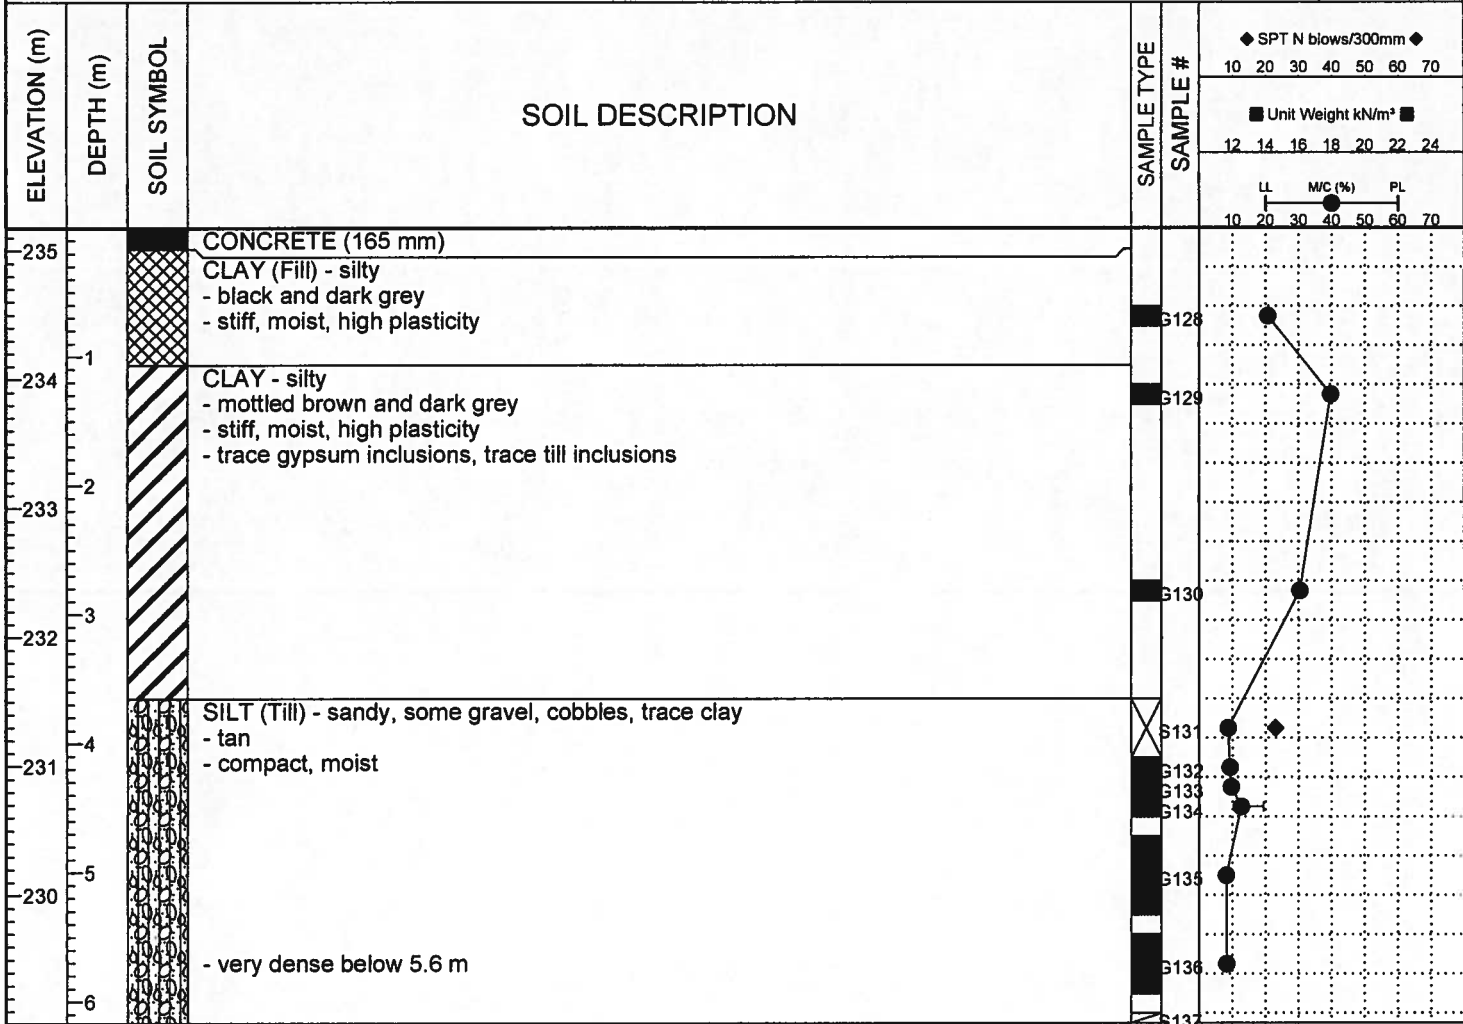 ELEVATION (m)
DEPTH (m)
SOIL SYMBOL
SOIL DESCRIPTION
SAMPLE TYPE
SAMPLE #
◆ SPT N blows/300mm ◆
10 20 30 40 50 60 70
■ Unit Weight kN/m³ ■
12 14 16 18 20 22 24
LL M/C (%) PL
10 20 30 40 50 60 70
235
CONCRETE (165 mm)
CLAY (Fill) - silty
- black and dark grey
- stiff, moist, high plasticity
G128
1
234
CLAY - silty
- mottled brown and dark grey
G129
- stiff, moist, high plasticity
- trace gypsum inclusions, trace till inclusions
2
233
G130
3
232
SILT (Till) - sandy, some gravel, cobbles, trace clay
S131
- tan
4
- compact, moist
231
G132
G133
G134
5
G135
230
- very dense below 5.6 m
G136
6
S137